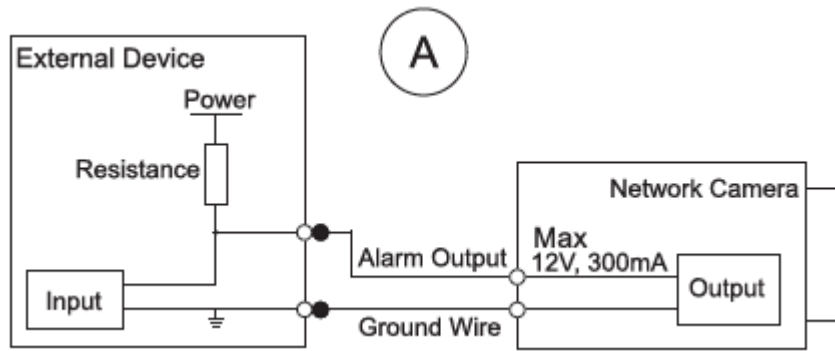 A
External Device
Power
Resistance
Input
Alarm Output
Ground Wire
Network Camera
Max
12V, 300mA
Output